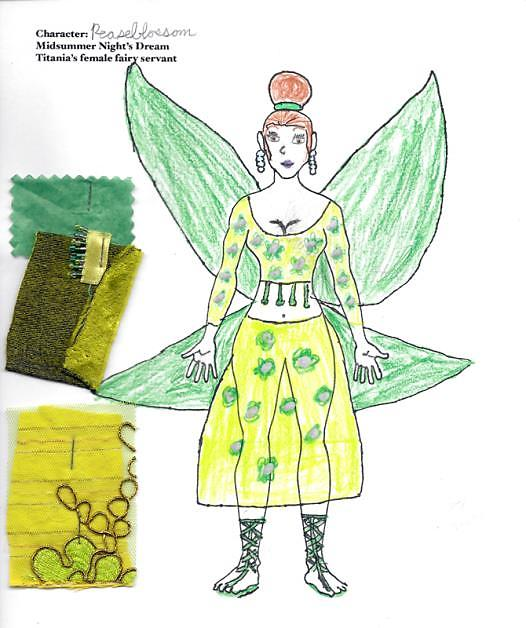 Character: Peaseblossom
Midsummer Night's Dream
Titania's female fairy servant